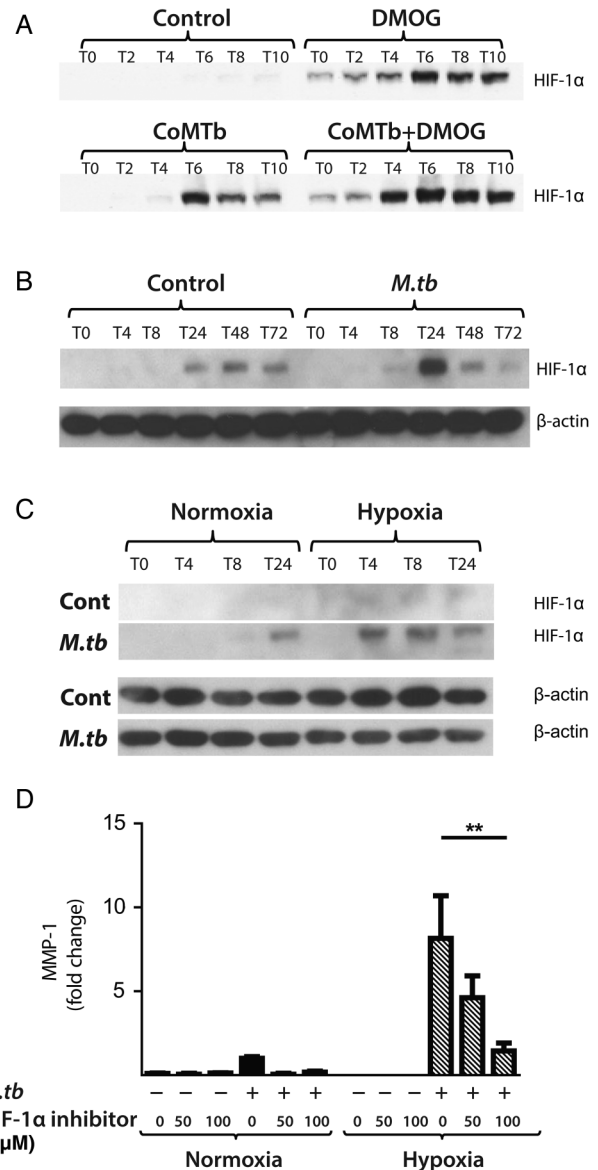 A
Control DMOG
T0 T2 T4 T6 T8 T10 T0 T2 T4 T6 T8 T10
HIF-1α
CoMTb CoMTb+DMOG
T0 T2 T4 T6 T8 T10 T0 T2 T4 T6 T8 T10
HIF-1α
B
Control M.tb
T0 T4 T8 T24 T48 T72 T0 T4 T8 T24 T48 T72
HIF-1α
β-actin
C
Normoxia Hypoxia
T0 T4 T8 T24 T0 T4 T8 T24
Cont HIF-1α
M.tb HIF-1α
Cont β-actin
M.tb β-actin
D
15
**
10
MMP-1
(fold change)
5
.tb − − − + + + − − − + + +
F-1α inhibitor 0 50 100 0 50 100 0 50 100 0 50 100
µM)
Normoxia Hypoxia